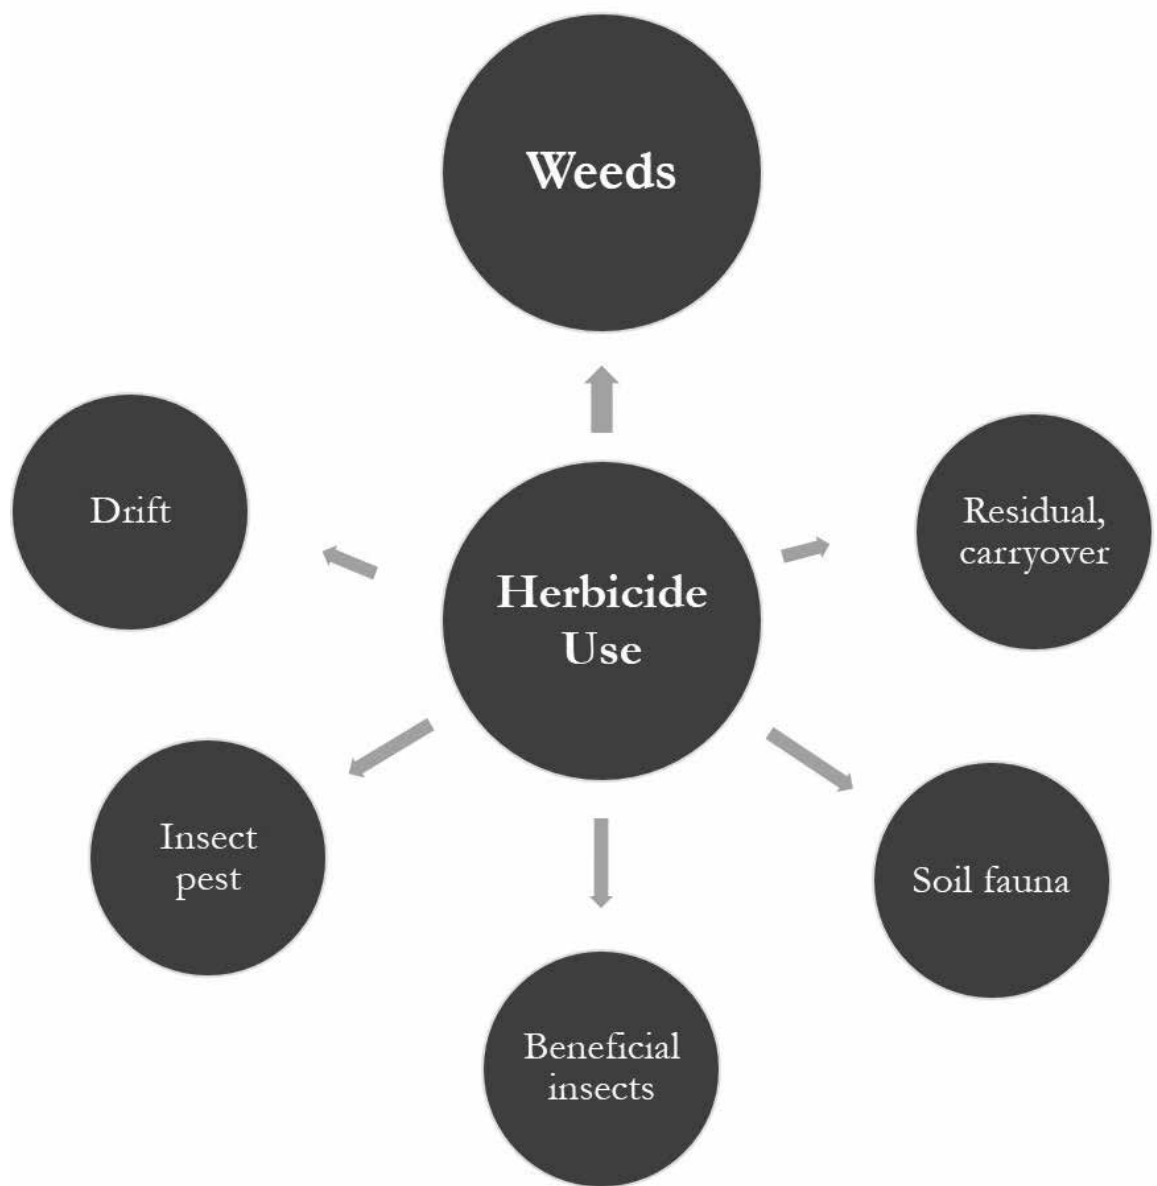 Weeds
Drift
Residual,
carryover
Herbicide
Use
Insect
pest
Soil fauna
Beneficial
insects